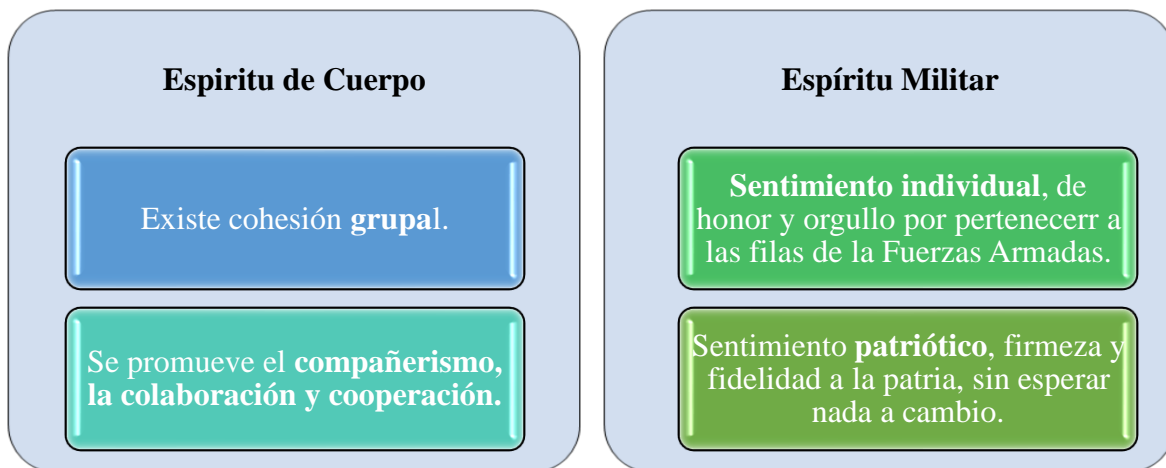 Espiritu de Cuerpo
Existe cohesión grupal.
Se promueve el compañerismo,
la colaboración y cooperación.
Espíritu Militar
Sentimiento individual, de
honor y orgullo por pertenecerr a
las filas de la Fuerzas Armadas.
Sentimiento patriótico, firmeza y
fidelidad a la patria, sin esperar
nada a cambio.